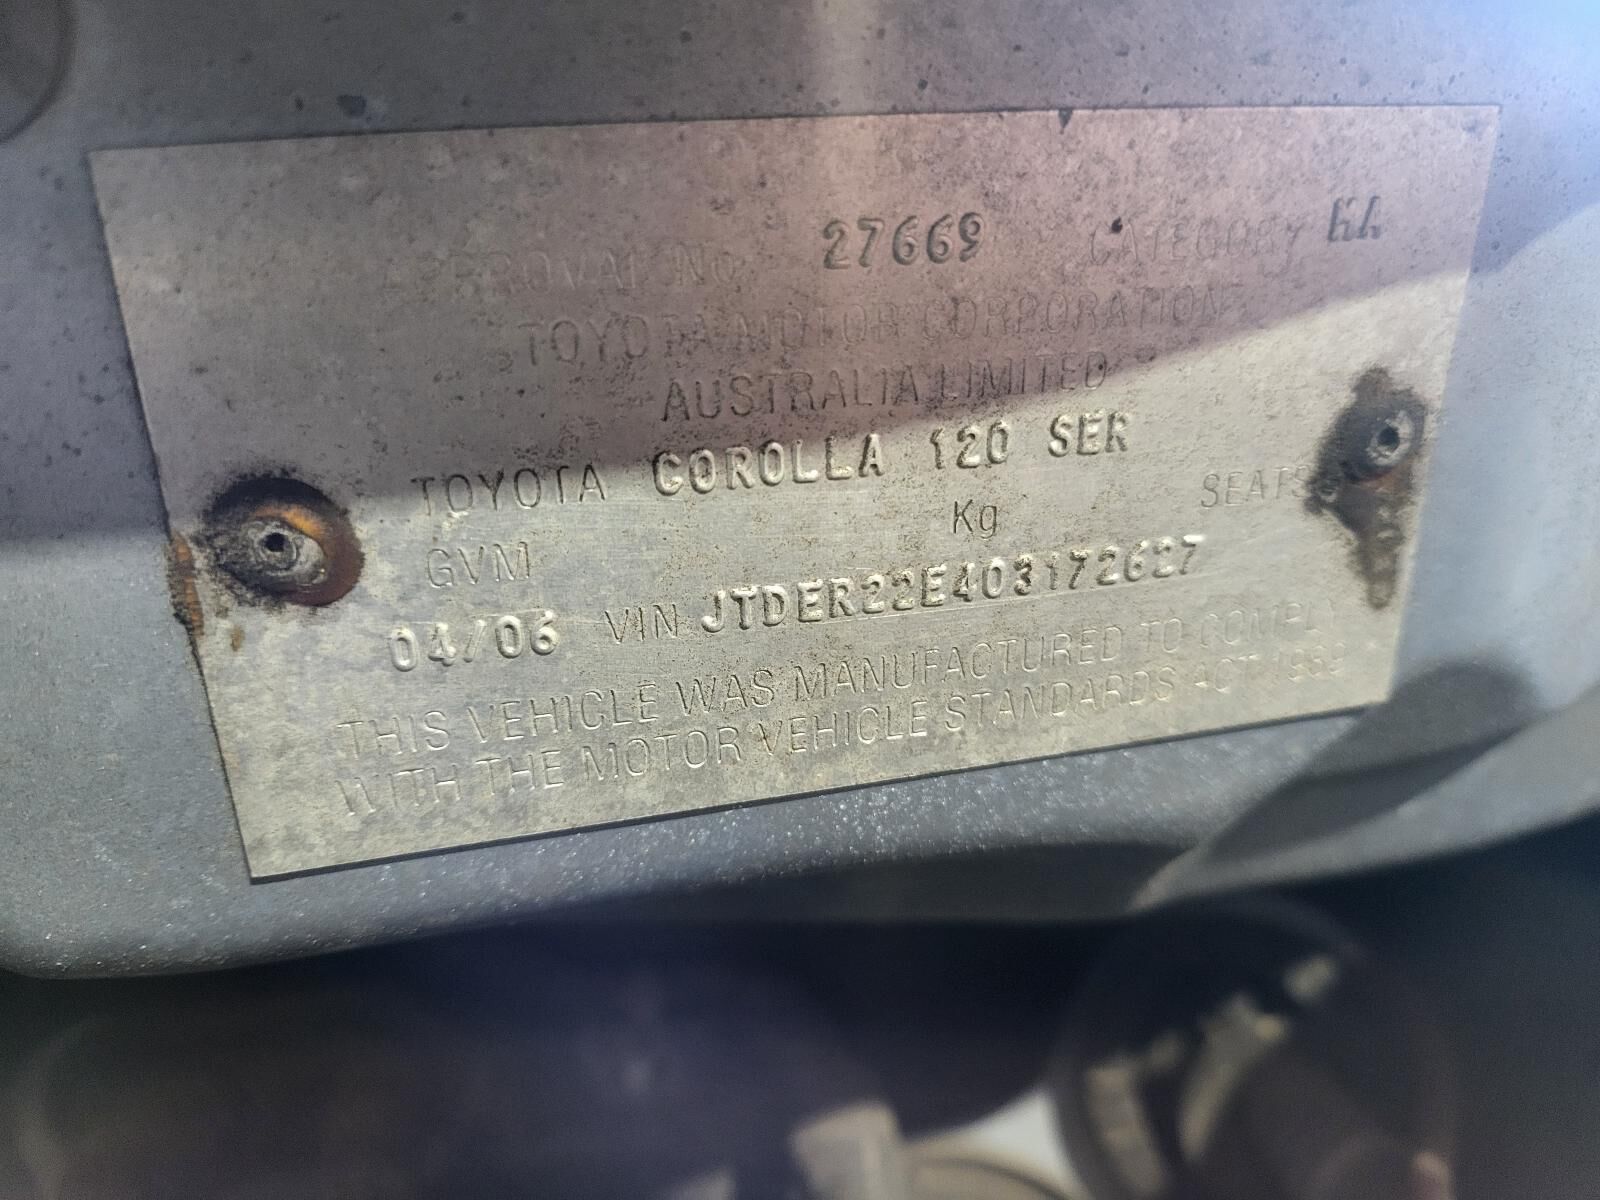 APPROVAL No 27669 CATEGORY MA
TOYOTA MOTOR CORPORATION
AUSTRALIA LIMITED
TOYOTA COROLLA 120 SER
GVM Kg SEATS
04/06 VIN JTDER22E403172627
THIS VEHICLE WAS MANUFACTURED TO COMPLY
WITH THE MOTOR VEHICLE STANDARDS ACT 1989